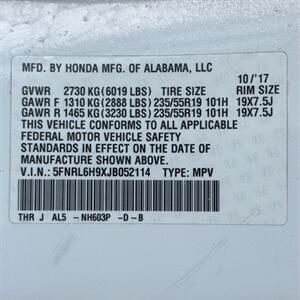 MFD. BY HONDA MFG. OF ALABAMA, LLC
10/'17
GVWR 2730 KG(6019 LBS) TIRE SIZE RIM SIZE
GAWR F 1310 KG(2888 LBS) 235/55R19 101H 19X7.5J
GAWR R 1465 KG(3230 LBS) 235/55R19 101H 19X7.5J
THIS VEHICLE CONFORMS TO ALL APPLICABLE
FEDERAL MOTOR VEHICLE SAFETY
STANDARDS IN EFFECT ON THE DATE OF
MANUFACTURE SHOWN ABOVE.
V.I.N.: 5FNRL6H9XJB052114 TYPE: MPV
THR J AL5 -NH603P -D-B